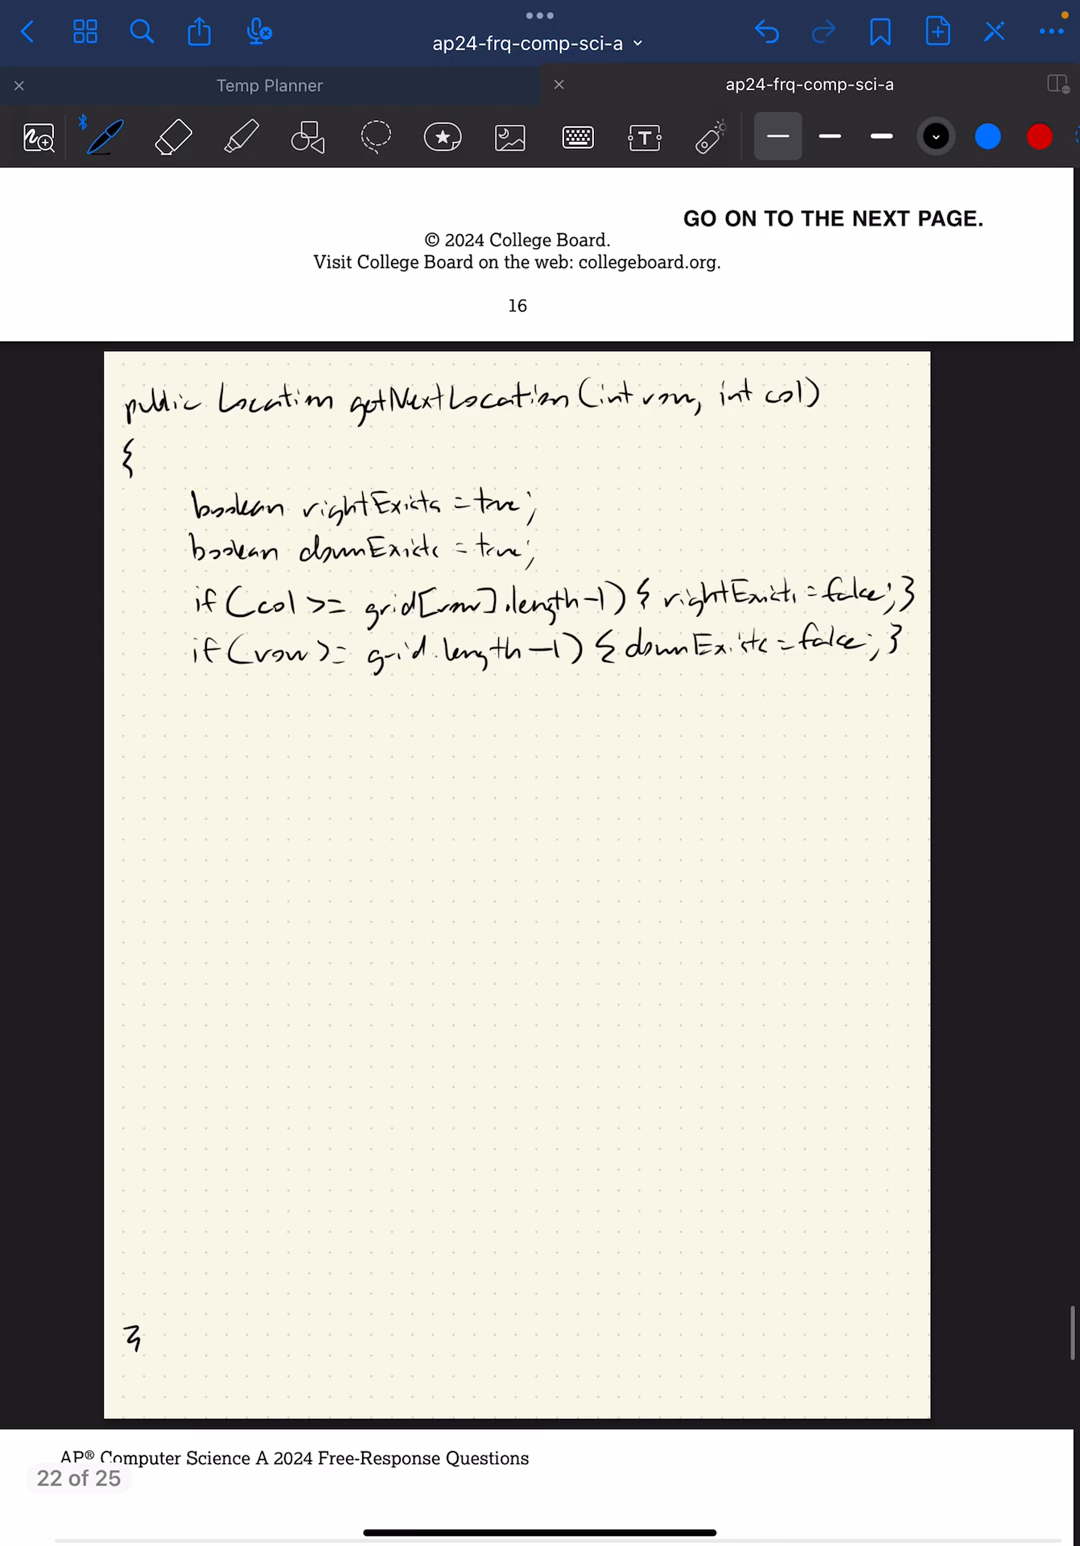 ap24-frq-comp-sci-a
Temp Planner
ap24-frq-comp-sci-a
T
GO ON TO THE NEXT PAGE.
© 2024 College Board.
Visit College Board on the web: collegeboard.org.
16
public Location getNextLocation(int row, int col)
{
boolean rightExists = true;
boolean downExists = true;
if (col >= grid[row].length-1) { rightExists = false; }
if (row >= grid.length-1) { downExists = false; }
}
AP® Computer Science A 2024 Free-Response Questions
22 of 25